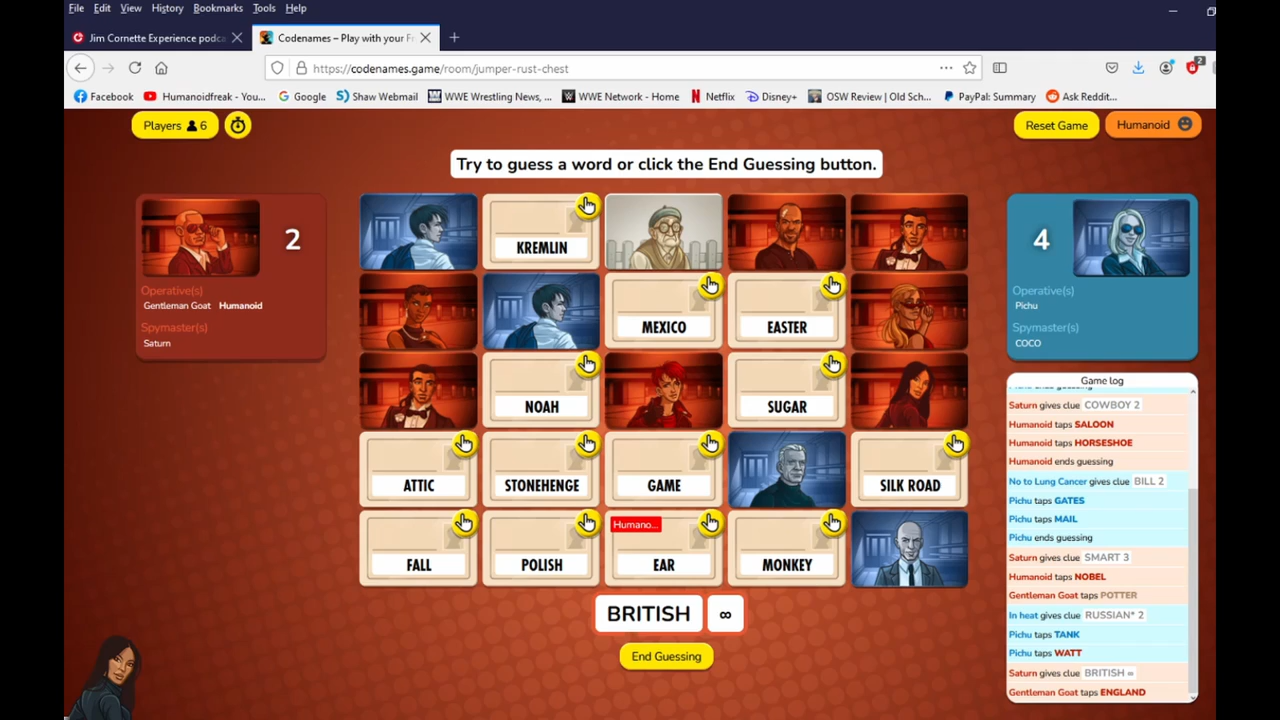 File Edit View History Bookmarks Tools Help
Jim Cornette Experience podca
Codenames – Play with your Fr
https://codenames.game/room/jumper-rust-chest
2
Facebook Humanoidfreak - You... Google Shaw Webmail WWE Wrestling News, ... WWE Network - Home Netflix Disney+ OSW Review | Old Sch... PayPal: Summary Ask Reddit...
Players 6
Reset Game
Humanoid
Try to guess a word or click the End Guessing button.
2
Operative(s)
Gentleman Goat Humanoid
Spymaster(s)
Saturn
KREMLIN
MEXICO
EASTER
NOAH
SUGAR
ATTIC
STONEHENGE
GAME
SILK ROAD
FALL
POLISH
Humano...
EAR
MONKEY
BRITISH ∞
End Guessing
4
Operative(s)
Pichu
Spymaster(s)
COCO
Game log
Pichu ends guessing
Saturn gives clue COWBOY 2
Humanoid taps SALOON
Humanoid taps HORSESHOE
Humanoid ends guessing
No to Lung Cancer gives clue BILL 2
Pichu taps GATES
Pichu taps MAIL
Pichu ends guessing
Saturn gives clue SMART 3
Humanoid taps NOBEL
Gentleman Goat taps POTTER
In heat gives clue RUSSIAN* 2
Pichu taps TANK
Pichu taps WATT
Saturn gives clue BRITISH ∞
Gentleman Goat taps ENGLAND